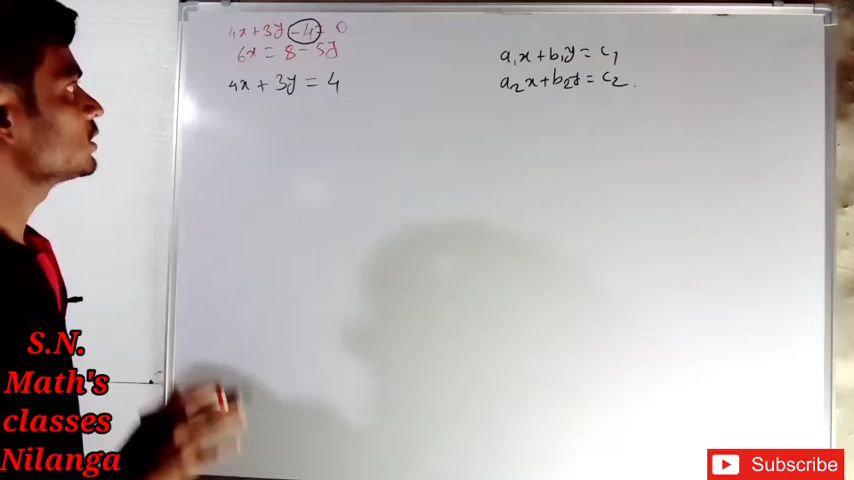 4x + 3y - 4 = 0
6x = 8 - 5y
4x + 3y = 4
a₁x + b₁y = c₁
a₂x + b₂y = c₂.
S.N.
Math's
classes
Nilanga
Subscribe